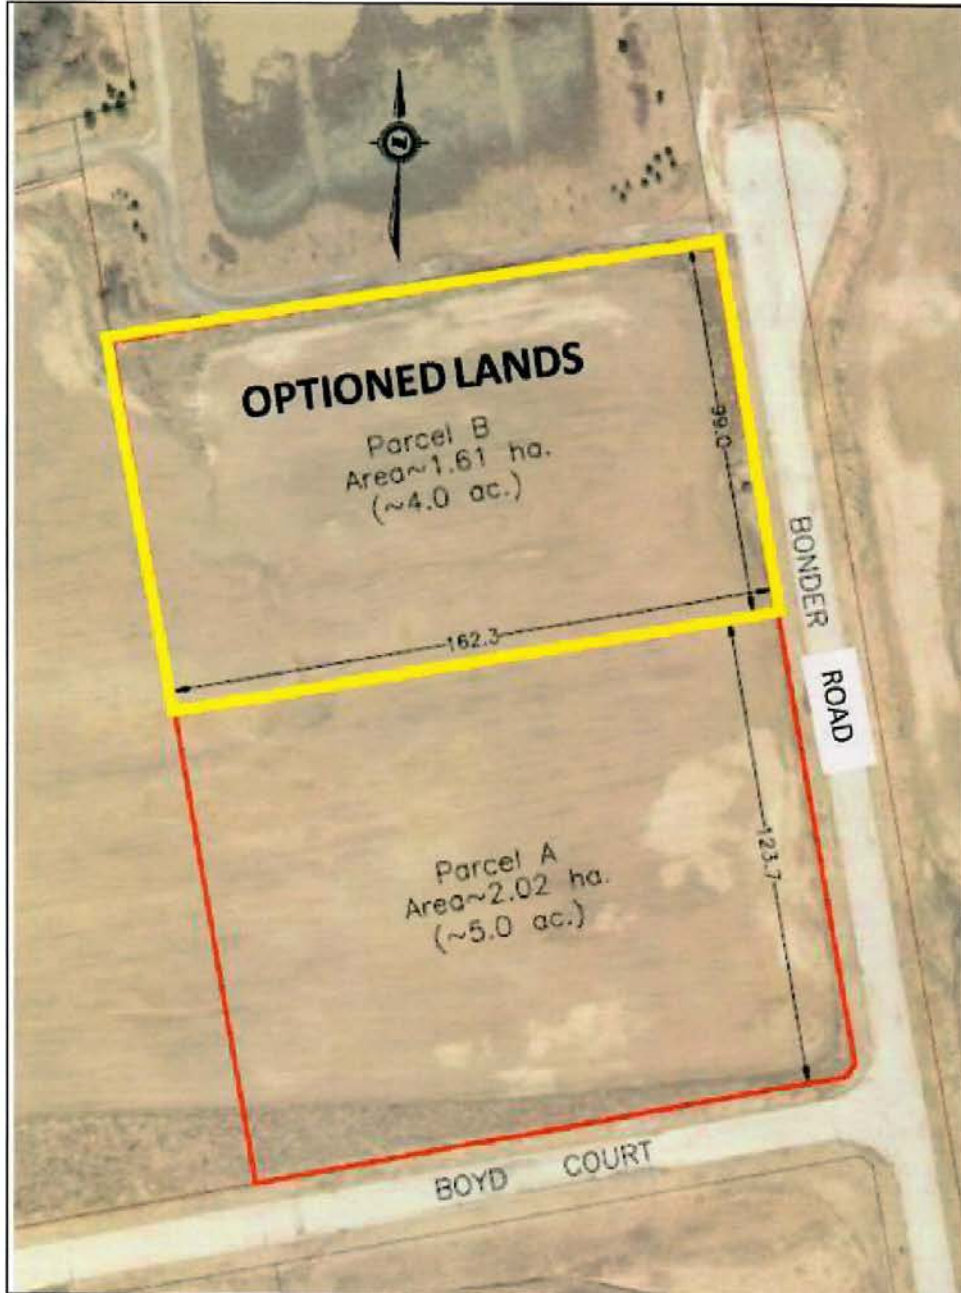 OPTIONED LANDS
Parcel B
Area~1.61 ha.
(~4.0 ac.)
99.0
162.3
BONDER
ROAD
Parcel A
Area~2.02 ha.
(~5.0 ac.)
123.7
BOYD COURT